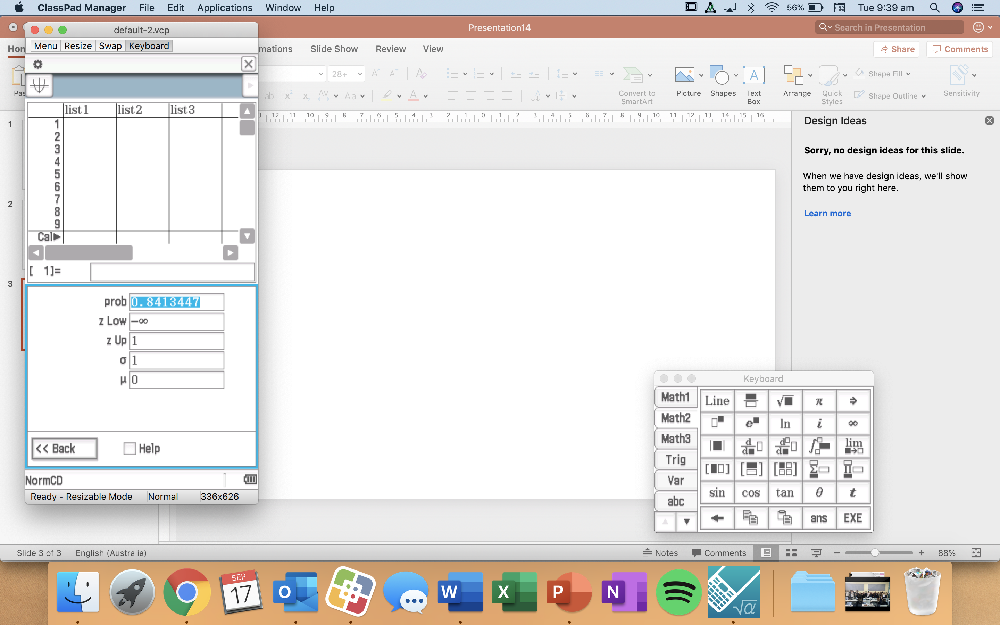 ClassPad Manager File Edit Applications Window Help 56% Tue 9:39 am
default-2.vcp
Presentation14
Search in Presentation
Menu Resize Swap Keyboard
Slide Show Review View
Share Comments
28+
Convert to SmartArt
Picture Shapes Text Box
Arrange Quick Styles Shape Fill
Shape Outline
Sensitivity
list1 list2 list3
1
2
3
4
5
6
7
8
9
Cal▶
[ 1]=
prob 0.8413447
z Low −∞
z Up 1
σ 1
μ 0
<< Back Help
NormCD
Ready - Resizable Mode Normal 336x626
1
2
3
12 11 10 9 8 7 6 5 4 3 2 1 0 1 2 3 4 5 6 7 8 9 10 11 12 13 14 15 16
Design Ideas
Sorry, no design ideas for this slide.
When we have design ideas, we'll show
them to you right here.
Learn more
Keyboard
Math1 Line √ π ⇒
Math2 e ln i ∞
Math3 d/d d/d ∫ lim
Trig [ ] [ ] [ ] Σ Π
Var sin cos tan θ t
abc
ans EXE
Slide 3 of 3 English (Australia) Notes Comments 88%
SEP
17
O W X P N √α